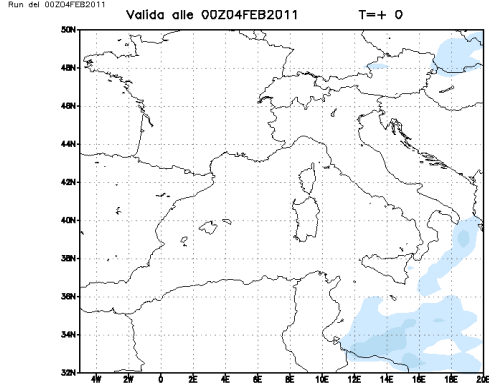 Run del 00Z04FEB2011
Valida alle 00Z04FEB2011 T=+ 0
50N
48N
46N
44N
42N
40N
38N
36N
34N
32N
4W 2W 0 2E 4E 6E 8E 10E 12E 14E 16E 18E 20E